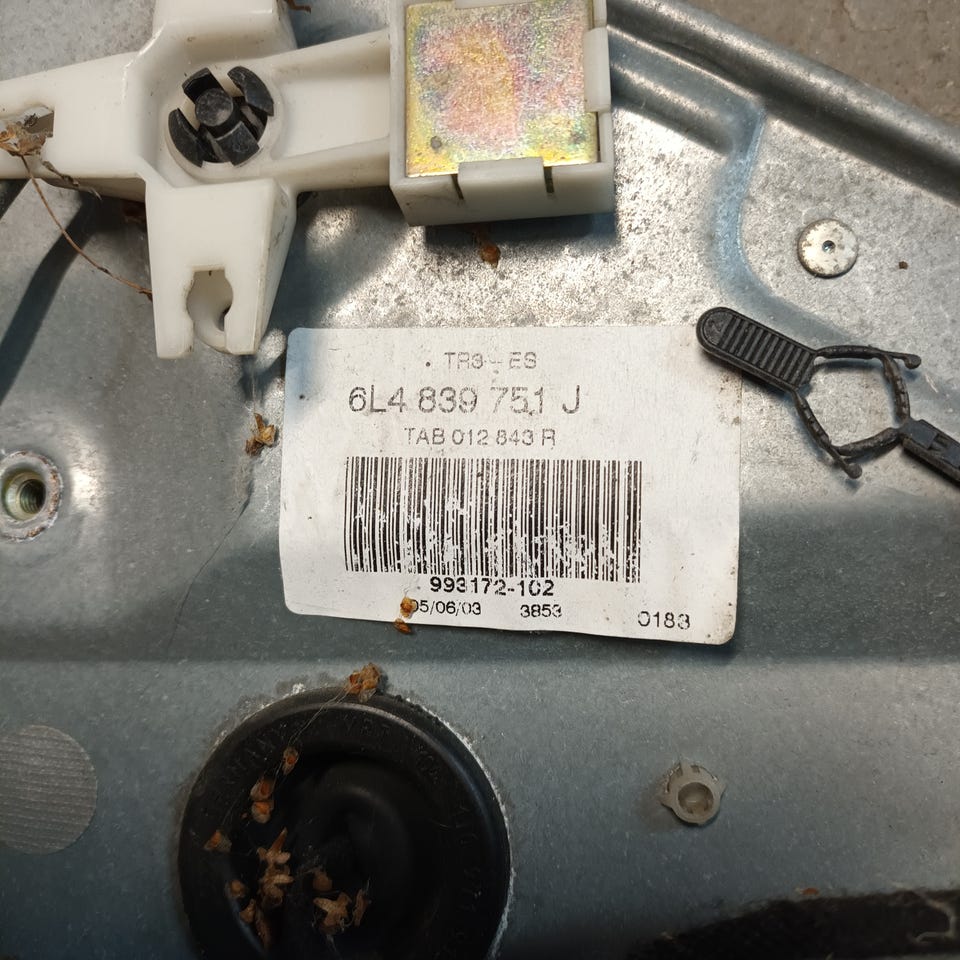 TR3 - ES
6L4 839 751 J
TAB 012 843 R
993172-102
05/06/03 3853 0183